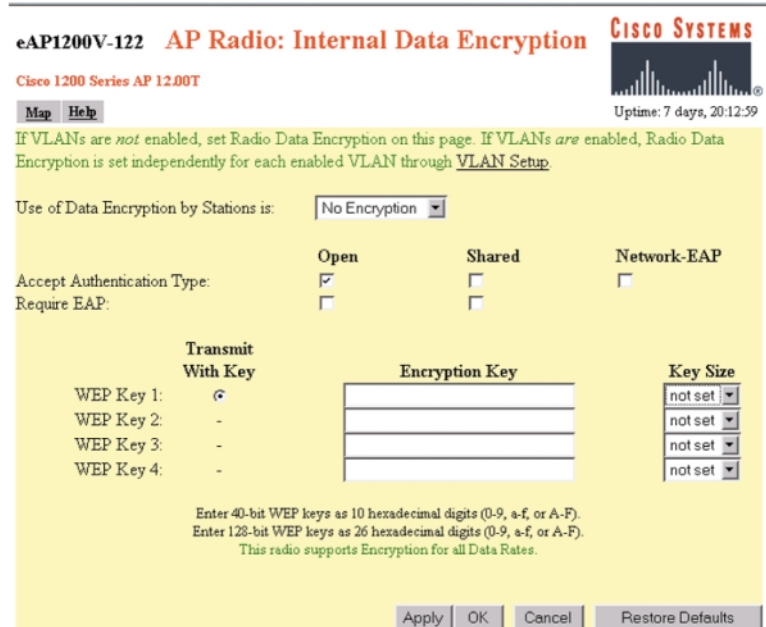 CISCO SYSTEMS
eAP1200V-122 AP Radio: Internal Data Encryption
Cisco 1200 Series AP 12.00T
Map Help
Uptime: 7 days, 20:12:59
If VLANs are not enabled, set Radio Data Encryption on this page. If VLANs are enabled, Radio Data
Encryption is set independently for each enabled VLAN through VLAN Setup.
Use of Data Encryption by Stations is: No Encryption
Open Shared Network-EAP
Accept Authentication Type:
Require EAP:
Transmit
With Key Encryption Key Key Size
WEP Key 1: not set
WEP Key 2: - not set
WEP Key 3: - not set
WEP Key 4: - not set
Enter 40-bit WEP keys as 10 hexadecimal digits (0-9, a-f, or A-F).
Enter 128-bit WEP keys as 26 hexadecimal digits (0-9, a-f, or A-F).
This radio supports Encryption for all Data Rates.
Apply OK Cancel Restore Defaults